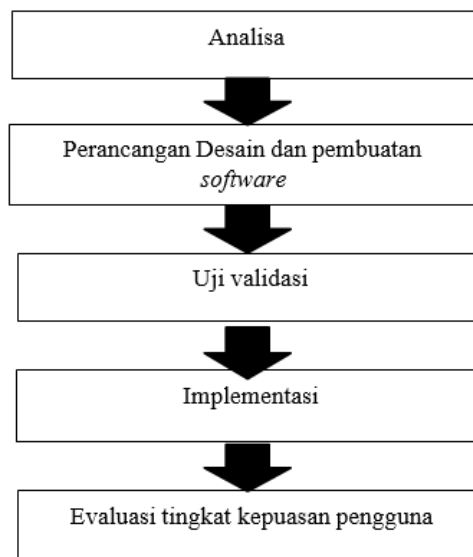 Analisa
Perancangan Desain dan pembuatan
software
Uji validasi
Implementasi
Evaluasi tingkat kepuasan pengguna